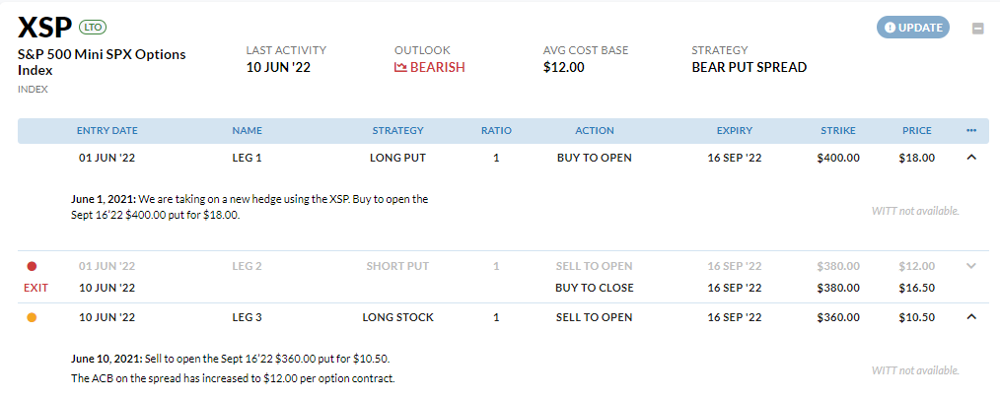 XSP LTO
UPDATE
S&P 500 Mini SPX Options
Index
INDEX
LAST ACTIVITY
10 JUN '22
OUTLOOK
BEARISH
AVG COST BASE
$12.00
STRATEGY
BEAR PUT SPREAD
ENTRY DATE NAME STRATEGY RATIO ACTION EXPIRY STRIKE PRICE
01 JUN '22 LEG 1 LONG PUT 1 BUY TO OPEN 16 SEP '22 $400.00 $18.00
June 1, 2021: We are taking on a new hedge using the XSP. Buy to open the
Sept 16'22 $400.00 put for $18.00.
WITT not available.
01 JUN '22 LEG 2 SHORT PUT 1 SELL TO OPEN 16 SEP '22 $380.00 $12.00
EXIT 10 JUN '22 BUY TO CLOSE 16 SEP '22 $380.00 $16.50
10 JUN '22 LEG 3 LONG STOCK 1 SELL TO OPEN 16 SEP '22 $360.00 $10.50
June 10, 2021: Sell to open the Sept 16'22 $360.00 put for $10.50.
The ACB on the spread has increased to $12.00 per option contract.
WITT not available.